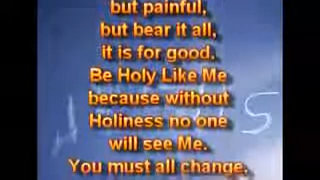 but painful,
but bear it all,
it is for good.
Be Holy Like Me
because without
Holiness no one
will see Me.
You must all change.